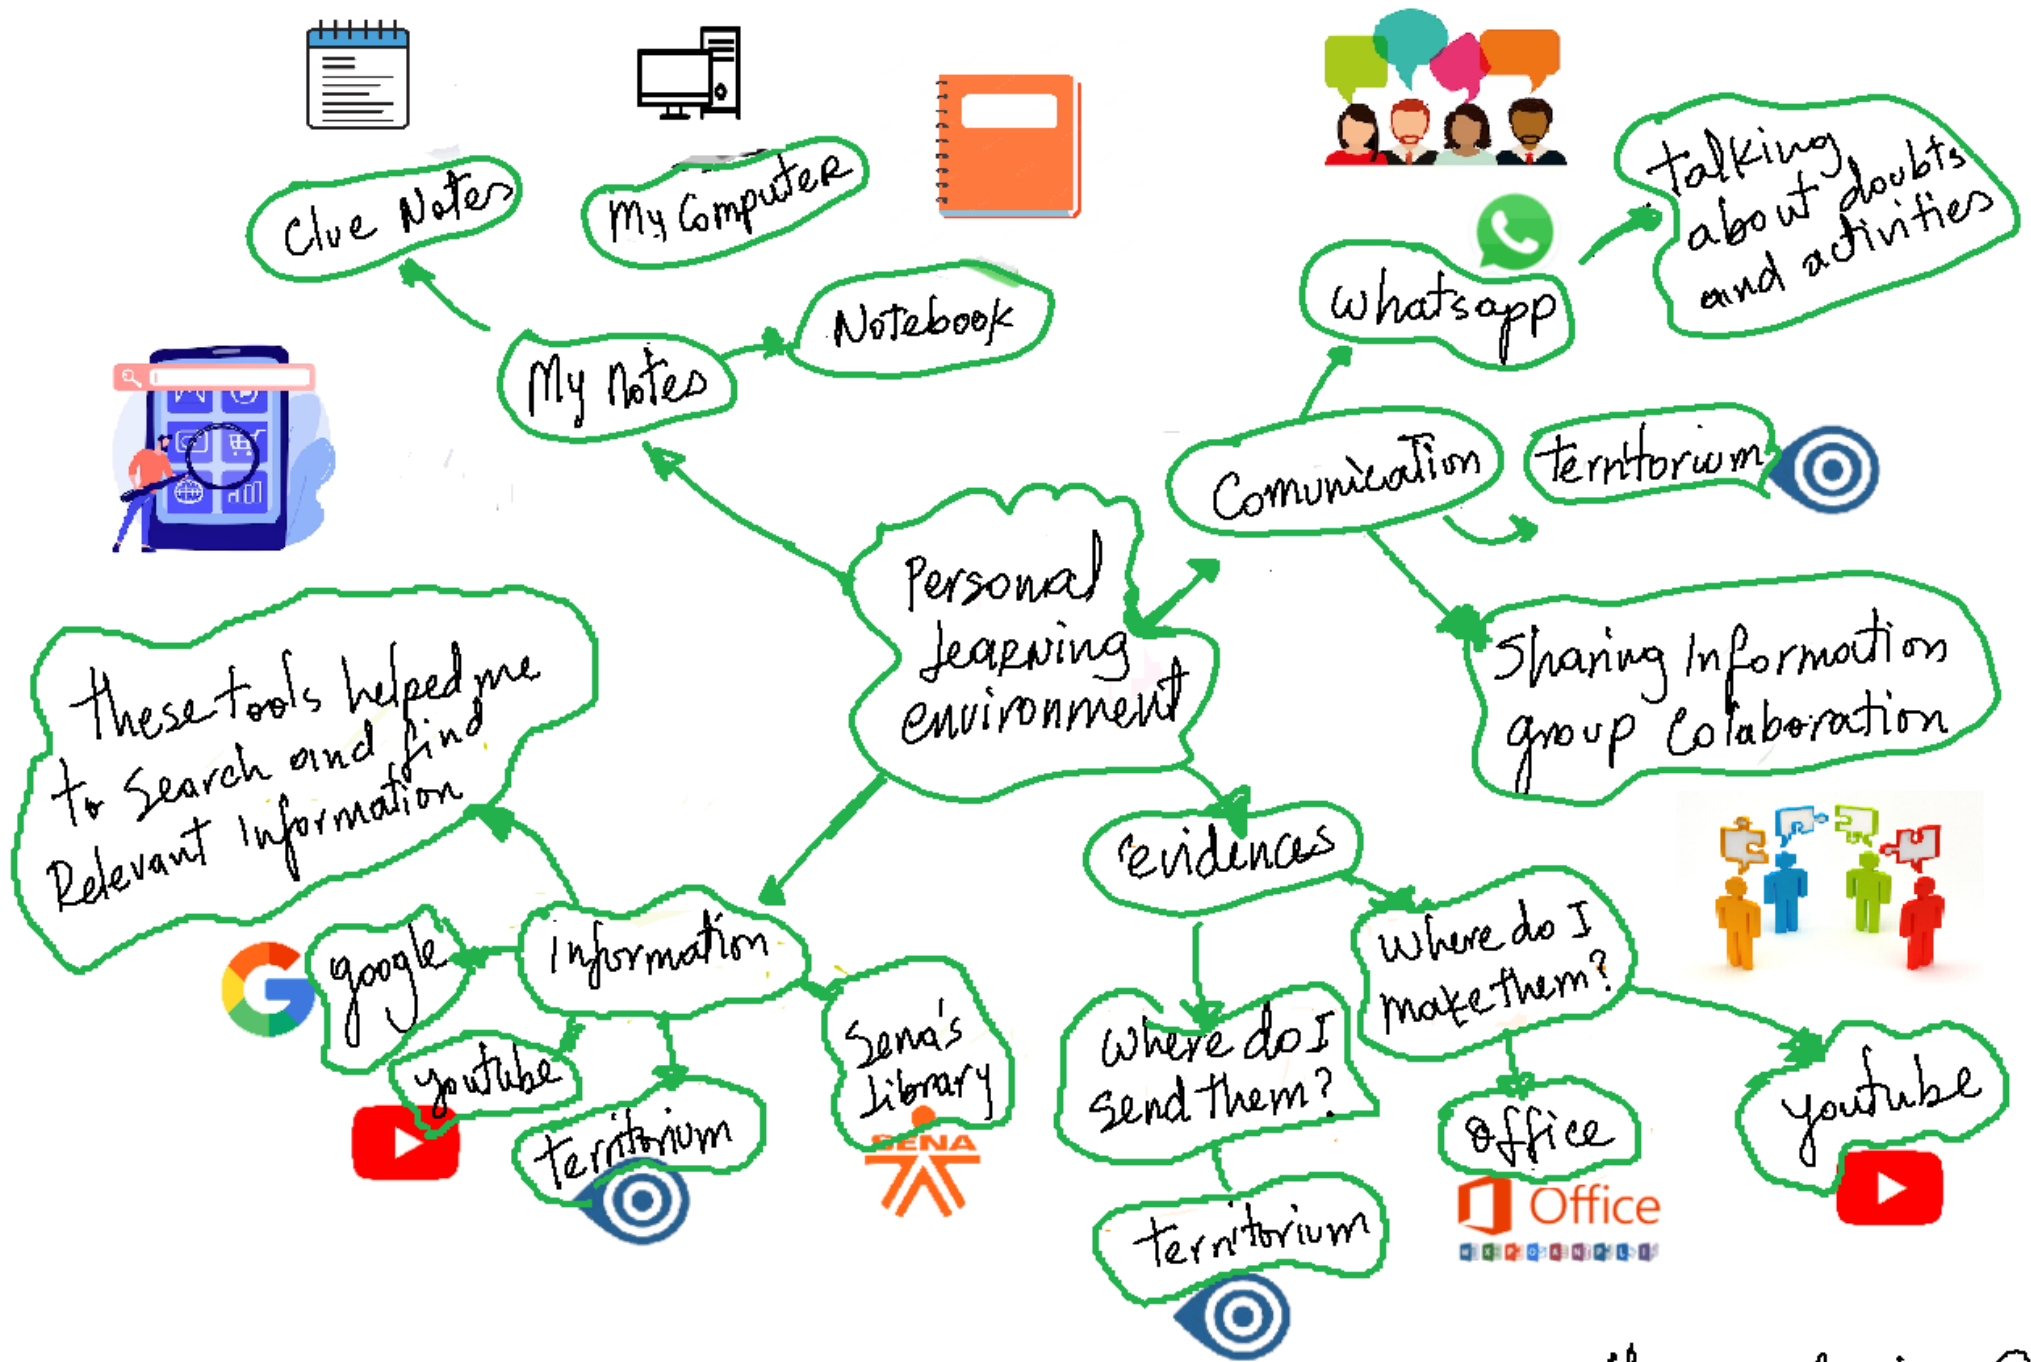 Clue Notes
My Computer
Notebook
My notes
talking
about doubts
and activities
whatsapp
Comunication
territorium
Sharing Information
group Colaboration
Personal
learning
environment
these tools helped me
to search and find
Relevant Information
Information
google
youtube
territorium
Sena's
Library
SENA
evidences
where do I
make them?
where do I
send them?
territorium
office
Office
youtube